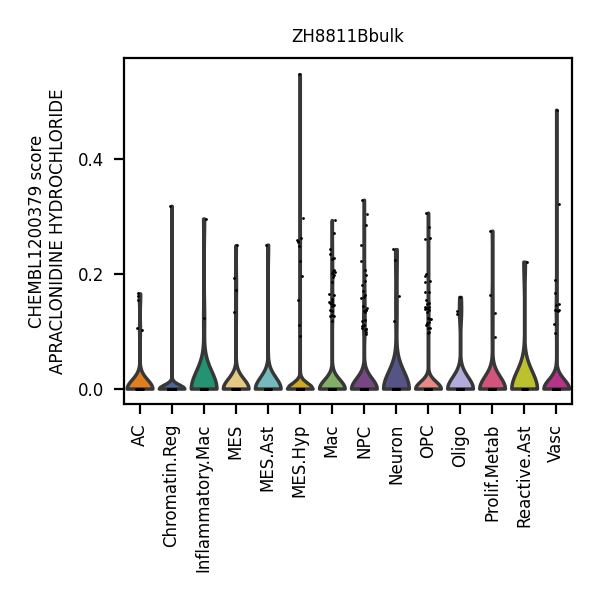 ZH8811Bbulk
CHEMBL1200379 score
APRACLONIDINE HYDROCHLORIDE
0.4
0.2
0.0
AC
Chromatin.Reg
Inflammatory.Mac
MES
MES.Ast
MES.Hyp
Mac
NPC
Neuron
OPC
Oligo
Prolif.Metab
Reactive.Ast
Vasc